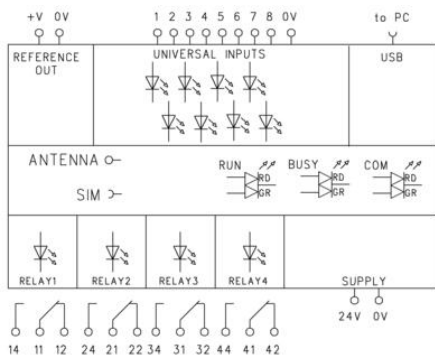 +V 0V 1 2 3 4 5 6 7 8 0V to PC
REFERENCE OUT UNIVERSAL INPUTS USB
ANTENNA RUN BUSY COM
RD RD RD
SIM GR GR GR
RELAY1 RELAY2 RELAY3 RELAY4 SUPPLY
24V 0V
14 11 12 24 21 22 34 31 32 44 41 42